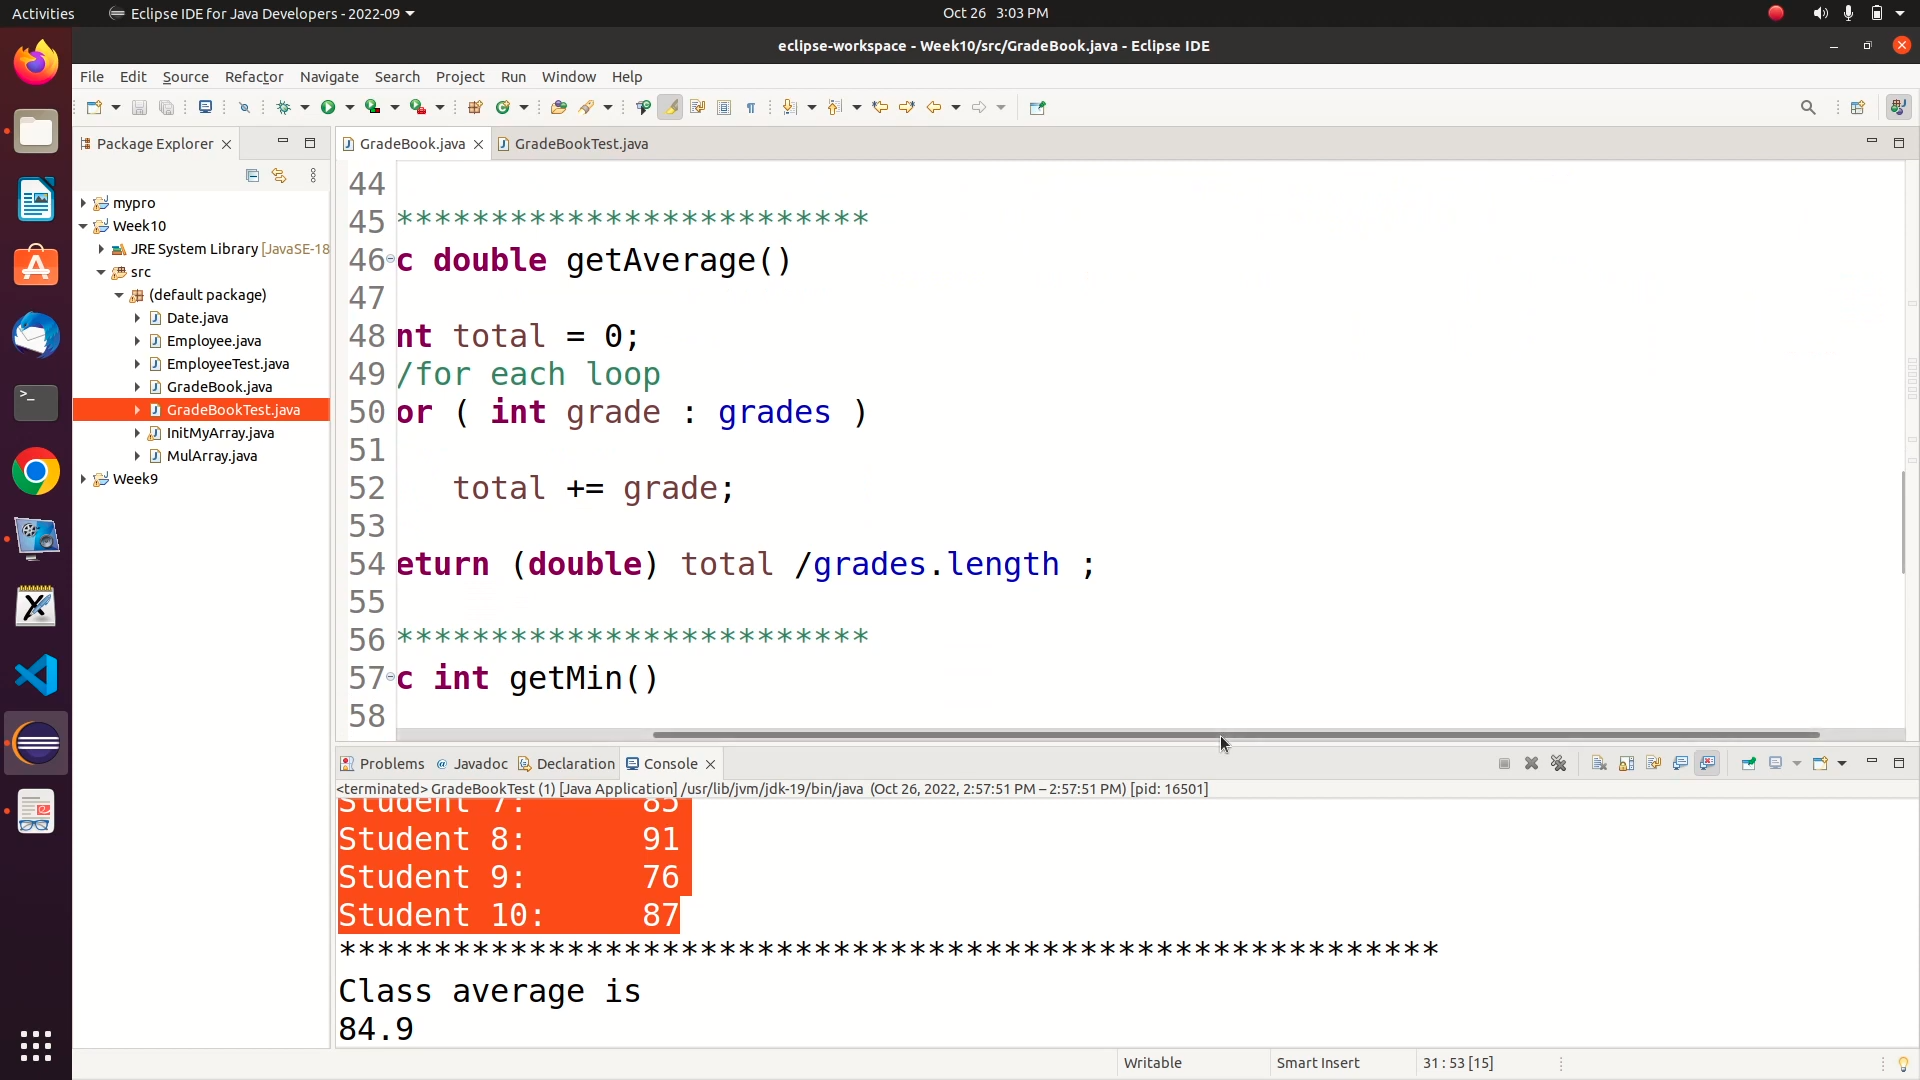 Activities Eclipse IDE for Java Developers - 2022-09 Oct 26 3:03 PM
eclipse-workspace - Week10/src/GradeBook.java - Eclipse IDE
File Edit Source Refactor Navigate Search Project Run Window Help
Package Explorer GradeBook.java GradeBookTest.java
mypro
Week10
JRE System Library [JavaSE-18
src
(default package)
Date.java
Employee.java
EmployeeTest.java
GradeBook.java
GradeBookTest.java
InitMyArray.java
MulArray.java
Week9
44
45 *************************
46 c double getAverage()
47
48 nt total = 0;
49 /for each loop
50 or ( int grade : grades )
51
52 total += grade;
53
54 eturn (double) total /grades.length ;
55
56 *************************
57 c int getMin()
58
Problems @ Javadoc Declaration Console
<terminated> GradeBookTest (1) [Java Application] /usr/lib/jvm/jdk-19/bin/java (Oct 26, 2022, 2:57:51 PM – 2:57:51 PM) [pid: 16501]
Student 7: 85
Student 8: 91
Student 9: 76
Student 10: 87
**********************************************************
Class average is
84.9
Writable Smart Insert 31 : 53 [15]